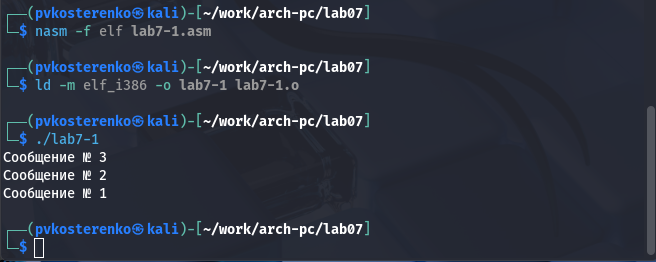 ┌──(pvkosterenko㉿kali)-[~/work/arch-pc/lab07]
└─$ nasm -f elf lab7-1.asm
┌──(pvkosterenko㉿kali)-[~/work/arch-pc/lab07]
└─$ ld -m elf_i386 -o lab7-1 lab7-1.o
┌──(pvkosterenko㉿kali)-[~/work/arch-pc/lab07]
└─$ ./lab7-1
Сообщение № 3
Сообщение № 2
Сообщение № 1
┌──(pvkosterenko㉿kali)-[~/work/arch-pc/lab07]
└─$